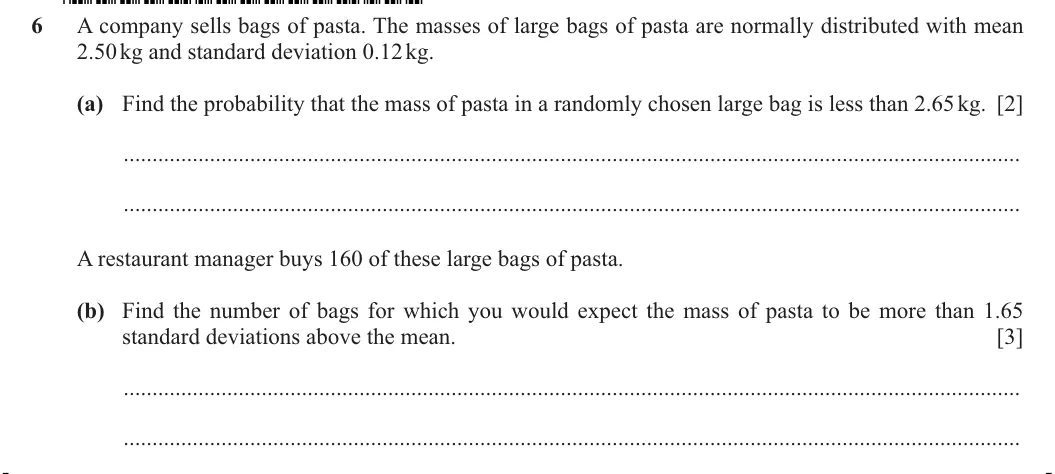 6 A company sells bags of pasta. The masses of large bags of pasta are normally distributed with mean
2.50 kg and standard deviation 0.12 kg.
(a) Find the probability that the mass of pasta in a randomly chosen large bag is less than 2.65 kg. [2]
A restaurant manager buys 160 of these large bags of pasta.
(b) Find the number of bags for which you would expect the mass of pasta to be more than 1.65
standard deviations above the mean. [3]